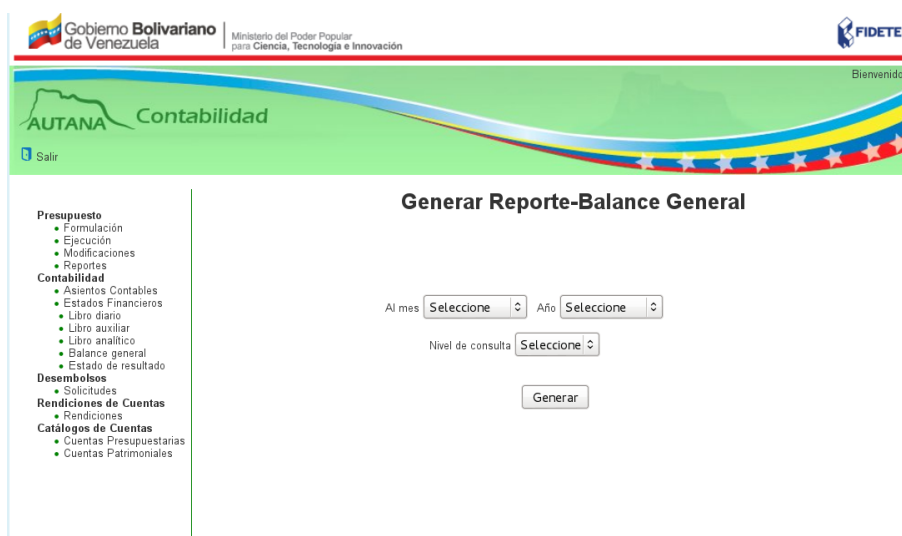 Gobierno Bolivariano
de Venezuela
Ministerio del Poder Popular
para Ciencia, Tecnología e Innovación
FIDETE
Bienvenido
AUTANA
Contabilidad
Salir
Generar Reporte-Balance General
Presupuesto
Formulación
Ejecución
Modificaciones
Reportes
Contabilidad
Asientos Contables
Estados Financieros
Libro diario
Libro auxiliar
Libro analítico
Balance general
Estado de resultado
Desembolsos
Solicitudes
Rendiciones de Cuentas
Rendiciones
Catálogos de Cuentas
Cuentas Presupuestarias
Cuentas Patrimoniales
Al mes Seleccione Año Seleccione
Nivel de consulta Seleccione
Generar